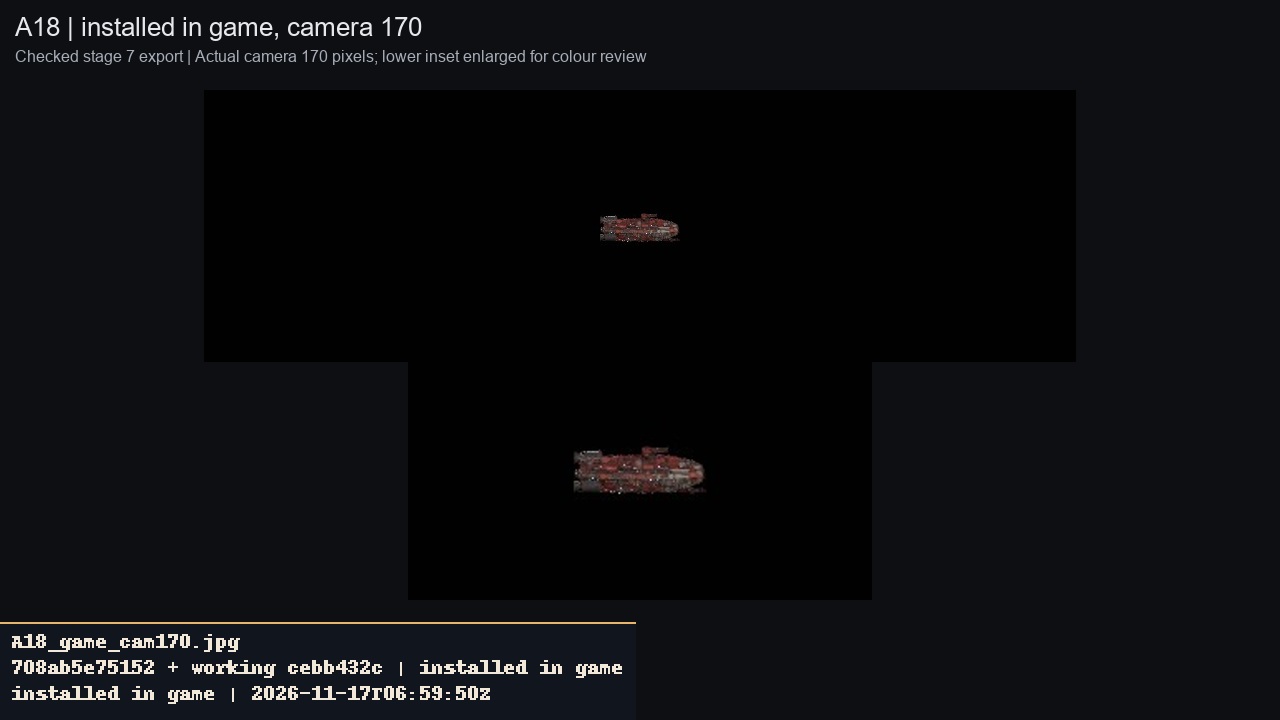 A18 | installed in game, camera 170
Checked stage 7 export | Actual camera 170 pixels; lower inset enlarged for colour review
A18_game_cam170.jpg
708ab5e75152 + working cebb432c | installed in game
installed in game | 2026-11-17T06:59:50Z